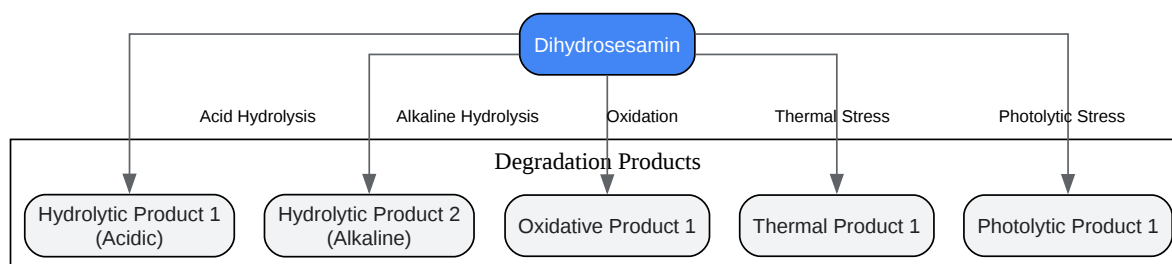 Dihydrosesamin
Acid Hydrolysis
Alkaline Hydrolysis
Oxidation
Thermal Stress
Photolytic Stress
Degradation Products
Hydrolytic Product 1
(Acidic)
Hydrolytic Product 2
(Alkaline)
Oxidative Product 1
Thermal Product 1
Photolytic Product 1